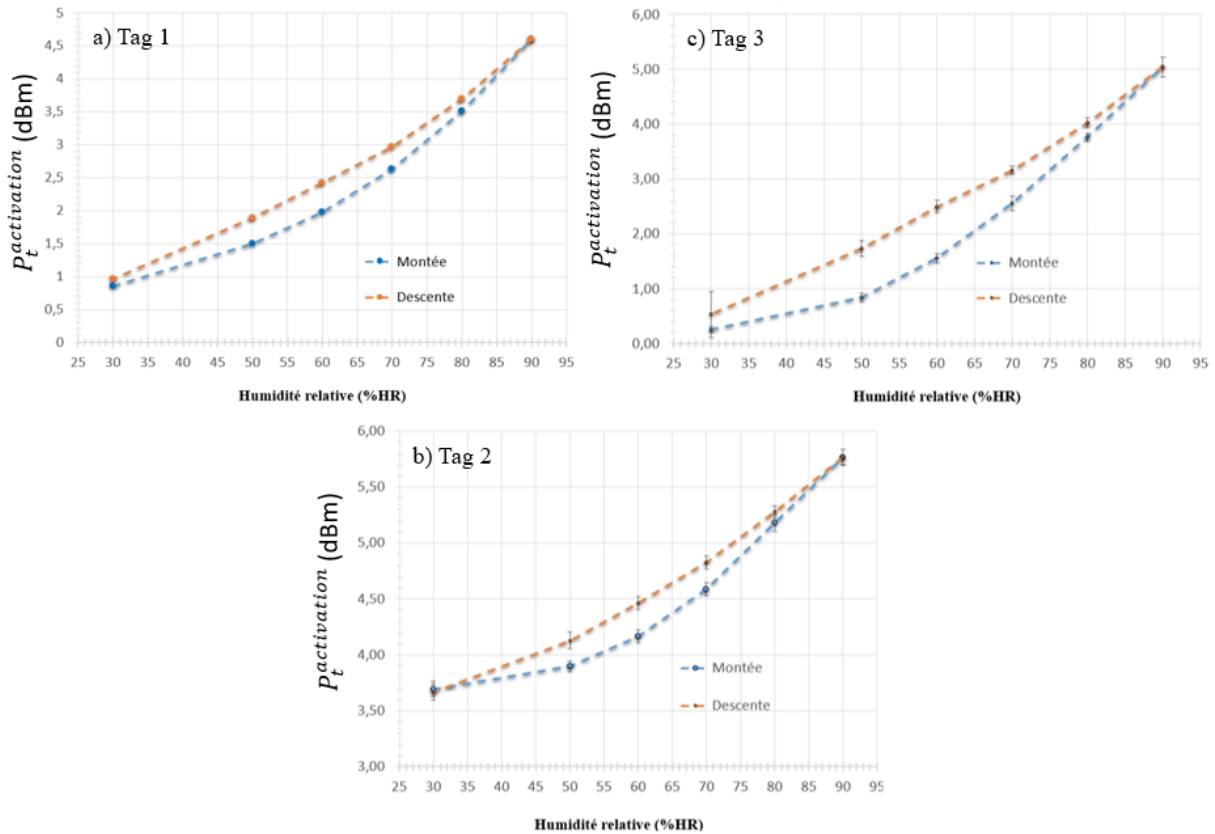 a) Tag 1
P_t^{activation} (dBm)
5
4,5
4
3,5
3
2,5
2
1,5
1
0,5
0
Montée
Descente
25 30 35 40 45 50 55 60 65 70 75 80 85 90 95
Humidité relative (%HR)
c) Tag 3
P_t^{activation} (dBm)
6,00
5,00
4,00
3,00
2,00
1,00
0,00
Montée
Descente
25 30 35 40 45 50 55 60 65 70 75 80 85 90 95
Humidité relative (%HR)
b) Tag 2
P_t^{activation} (dBm)
6,00
5,50
5,00
4,50
4,00
3,50
3,00
Montée
Descente
25 30 35 40 45 50 55 60 65 70 75 80 85 90 95
Humidité relative (%HR)